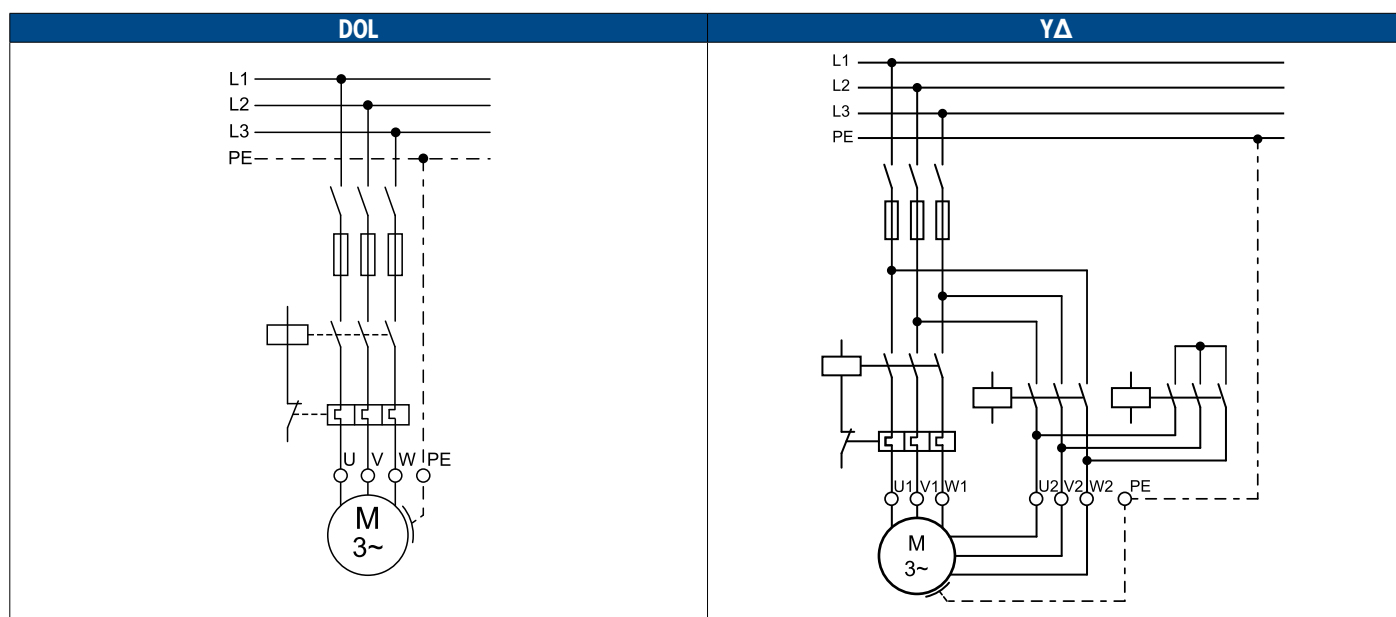 DOL
L1
L2
L3
PE
U V W PE
M
3~
YΔ
L1
L2
L3
PE
U1 V1 W1 U2 V2 W2 PE
M
3~